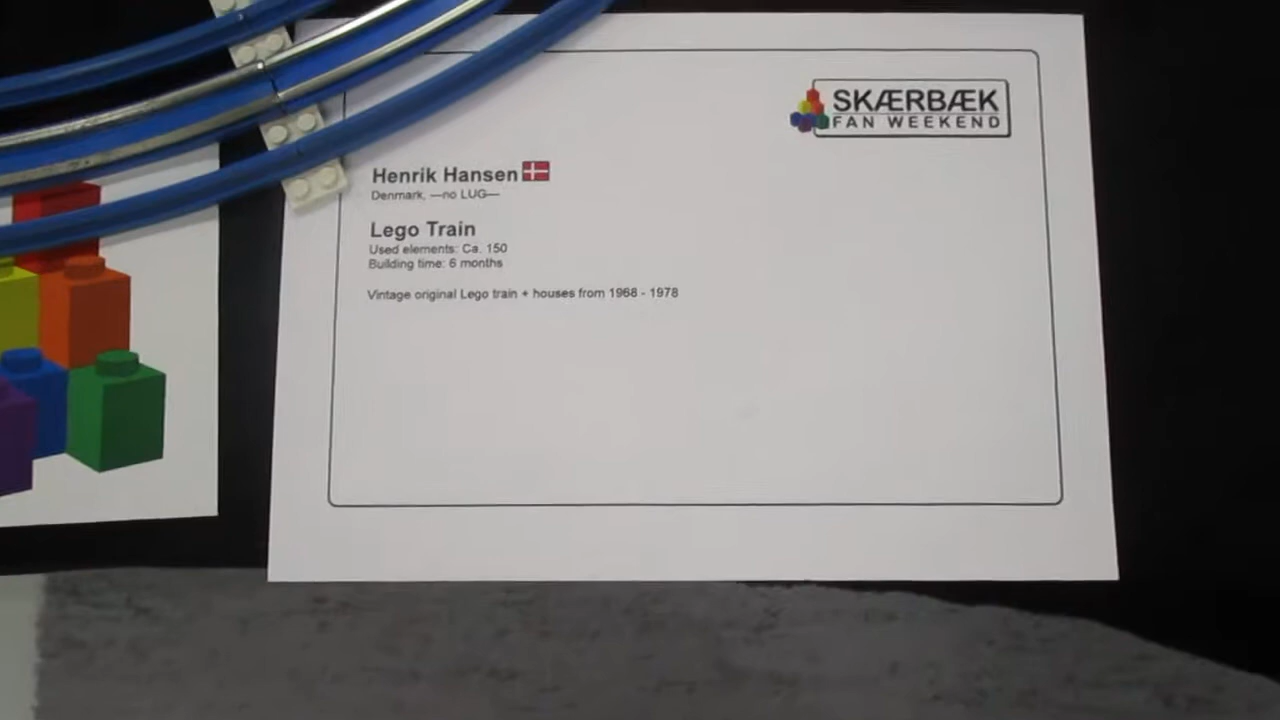 SKÆRBÆK
FAN WEEKEND
Henrik Hansen
Denmark, —no LUG—
Lego Train
Used elements: Ca. 150
Building time: 6 months
Vintage original Lego train + houses from 1968 - 1978